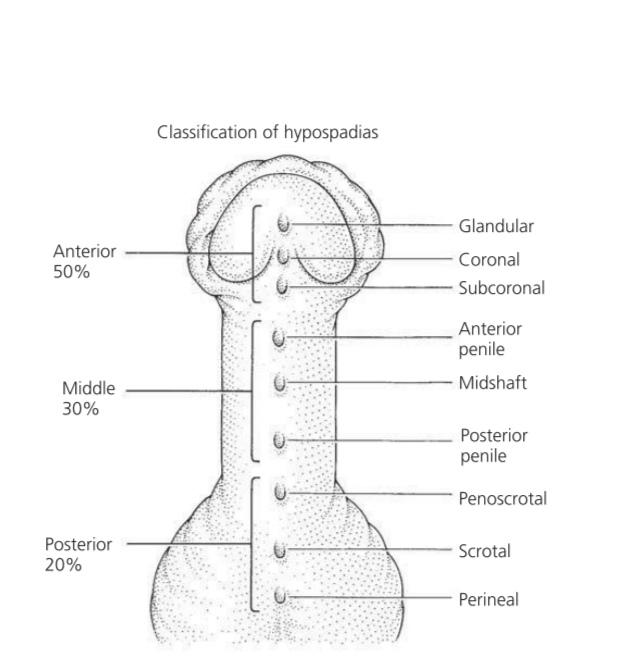 Classification of hypospadias
Glandular
Anterior
50%
Coronal
Subcoronal
Anterior
penile
Middle
30%
Midshaft
Posterior
penile
Penoscrotal
Posterior
20%
Scrotal
Perineal